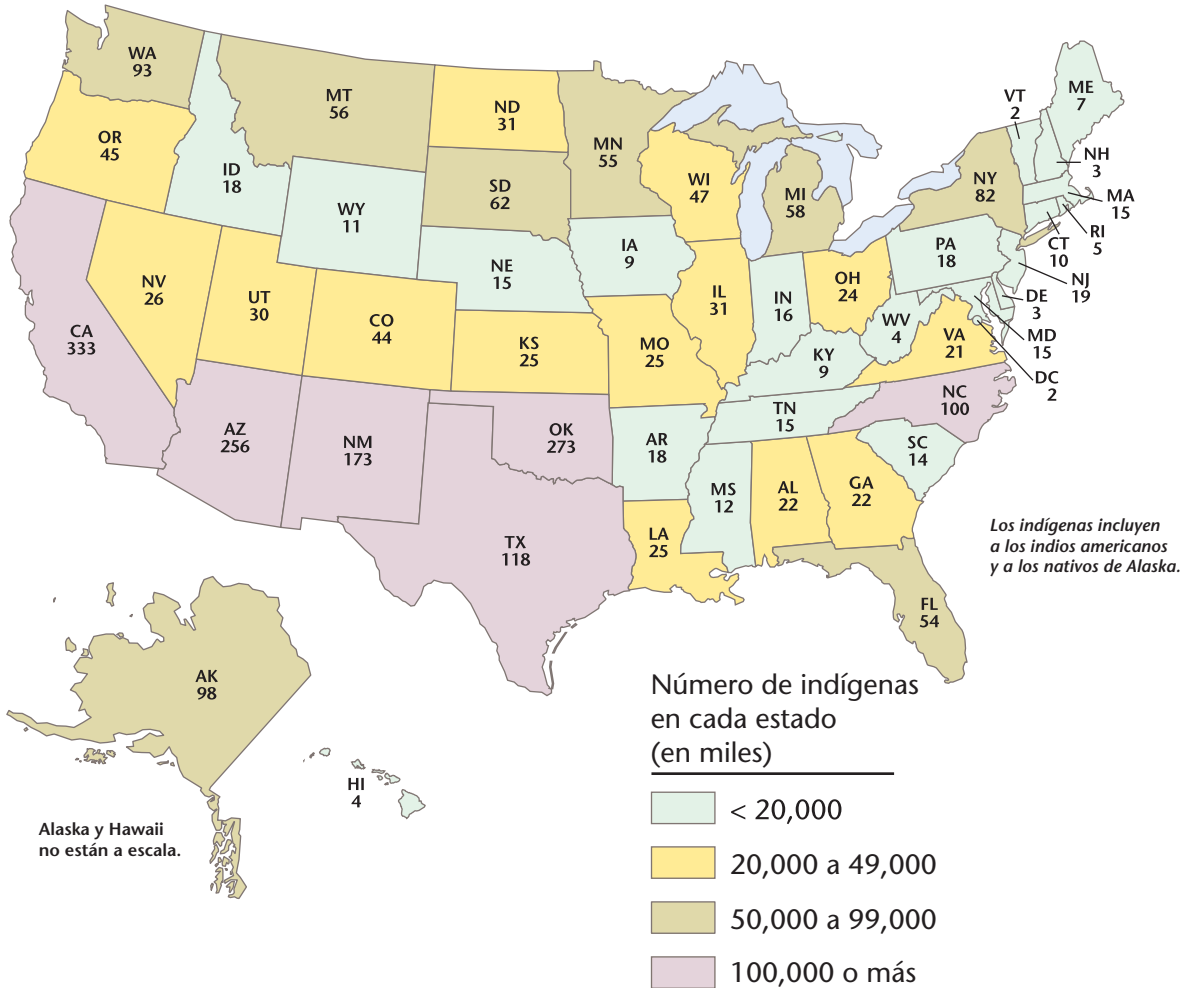 WA
93
MT
56
ND
31
MN
55
VT
2
ME
7
OR
45
ID
18
WY
11
SD
62
WI
47
MI
58
NY
82
NH
3
MA
15
RI
5
CT
10
NJ
19
NV
26
UT
30
CO
44
NE
15
IA
9
IL
31
IN
16
OH
24
PA
18
DE
3
MD
15
DC
2
CA
333
KS
25
MO
25
KY
9
WV
4
VA
21
AZ
256
NM
173
OK
273
AR
18
TN
15
NC
100
SC
14
TX
118
LA
25
MS
12
AL
22
GA
22
FL
54
Los indígenas incluyen
a los indios americanos
y a los nativos de Alaska.
AK
98
HI
4
Alaska y Hawaii
no están a escala.
Número de indígenas
en cada estado
(en miles)
< 20,000
20,000 a 49,000
50,000 a 99,000
100,000 o más